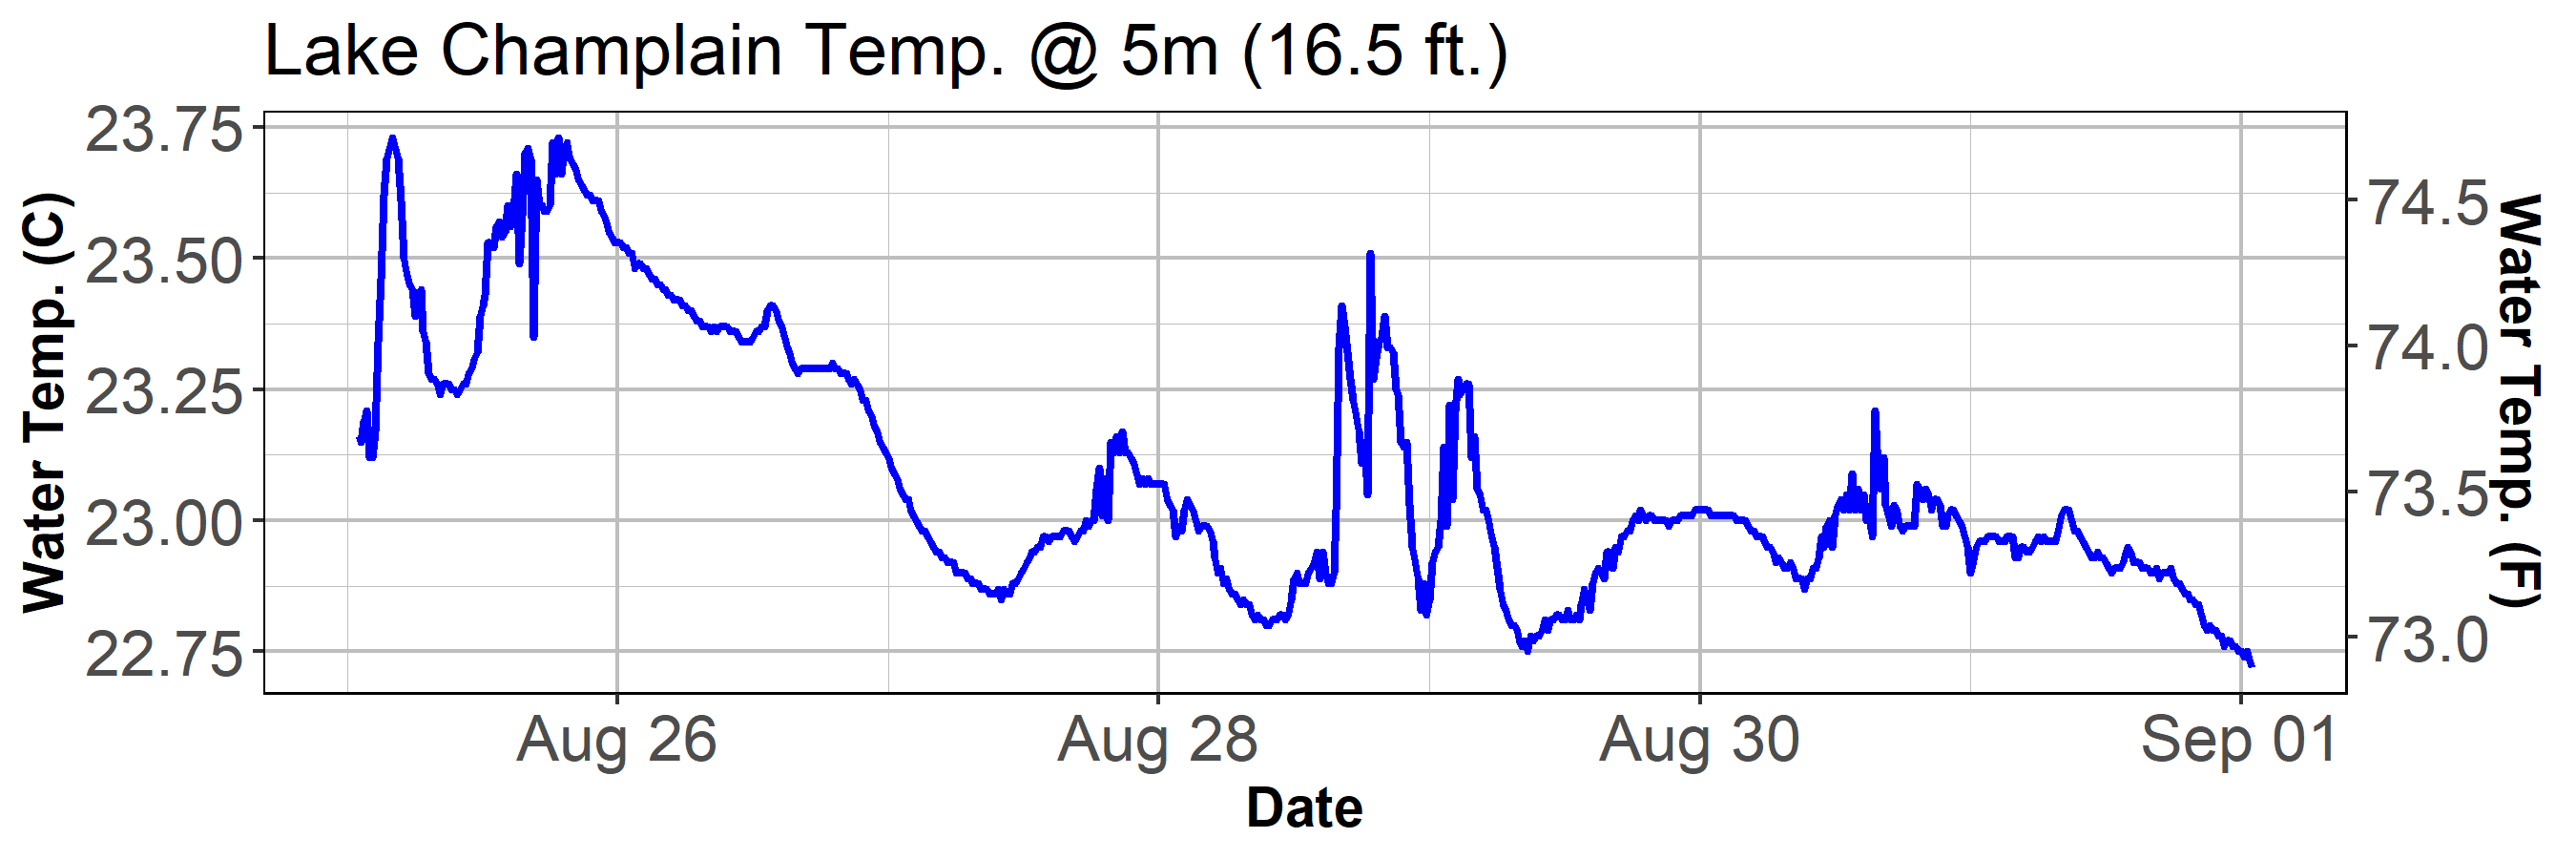 Lake Champlain Temp. @ 5m (16.5 ft.)
Water Temp. (C)
23.75
23.50
23.25
23.00
22.75
74.5
74.0
73.5
73.0
Water Temp. (F)
Aug 26
Aug 28
Aug 30
Sep 01
Date